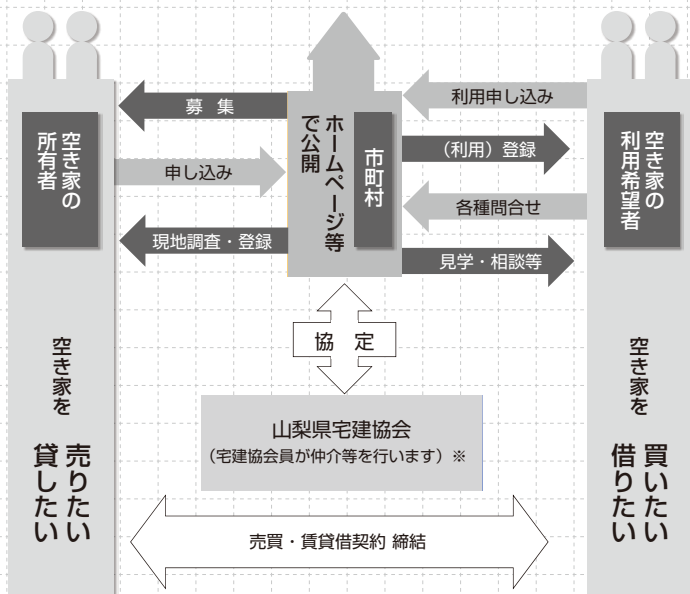 空き家の
所有者
空き家を
売りたい
貸したい
募 集
申し込み
現地調査・登録
ホームページ等
で公開
市町村
利用申し込み
（利用）登録
各種問合せ
見学・相談等
空き家の
利用希望者
空き家を
買いたい
借りたい
協 定
山梨県宅建協会
（宅建協会員が仲介等を行います）※
売買・賃貸借契約 締結